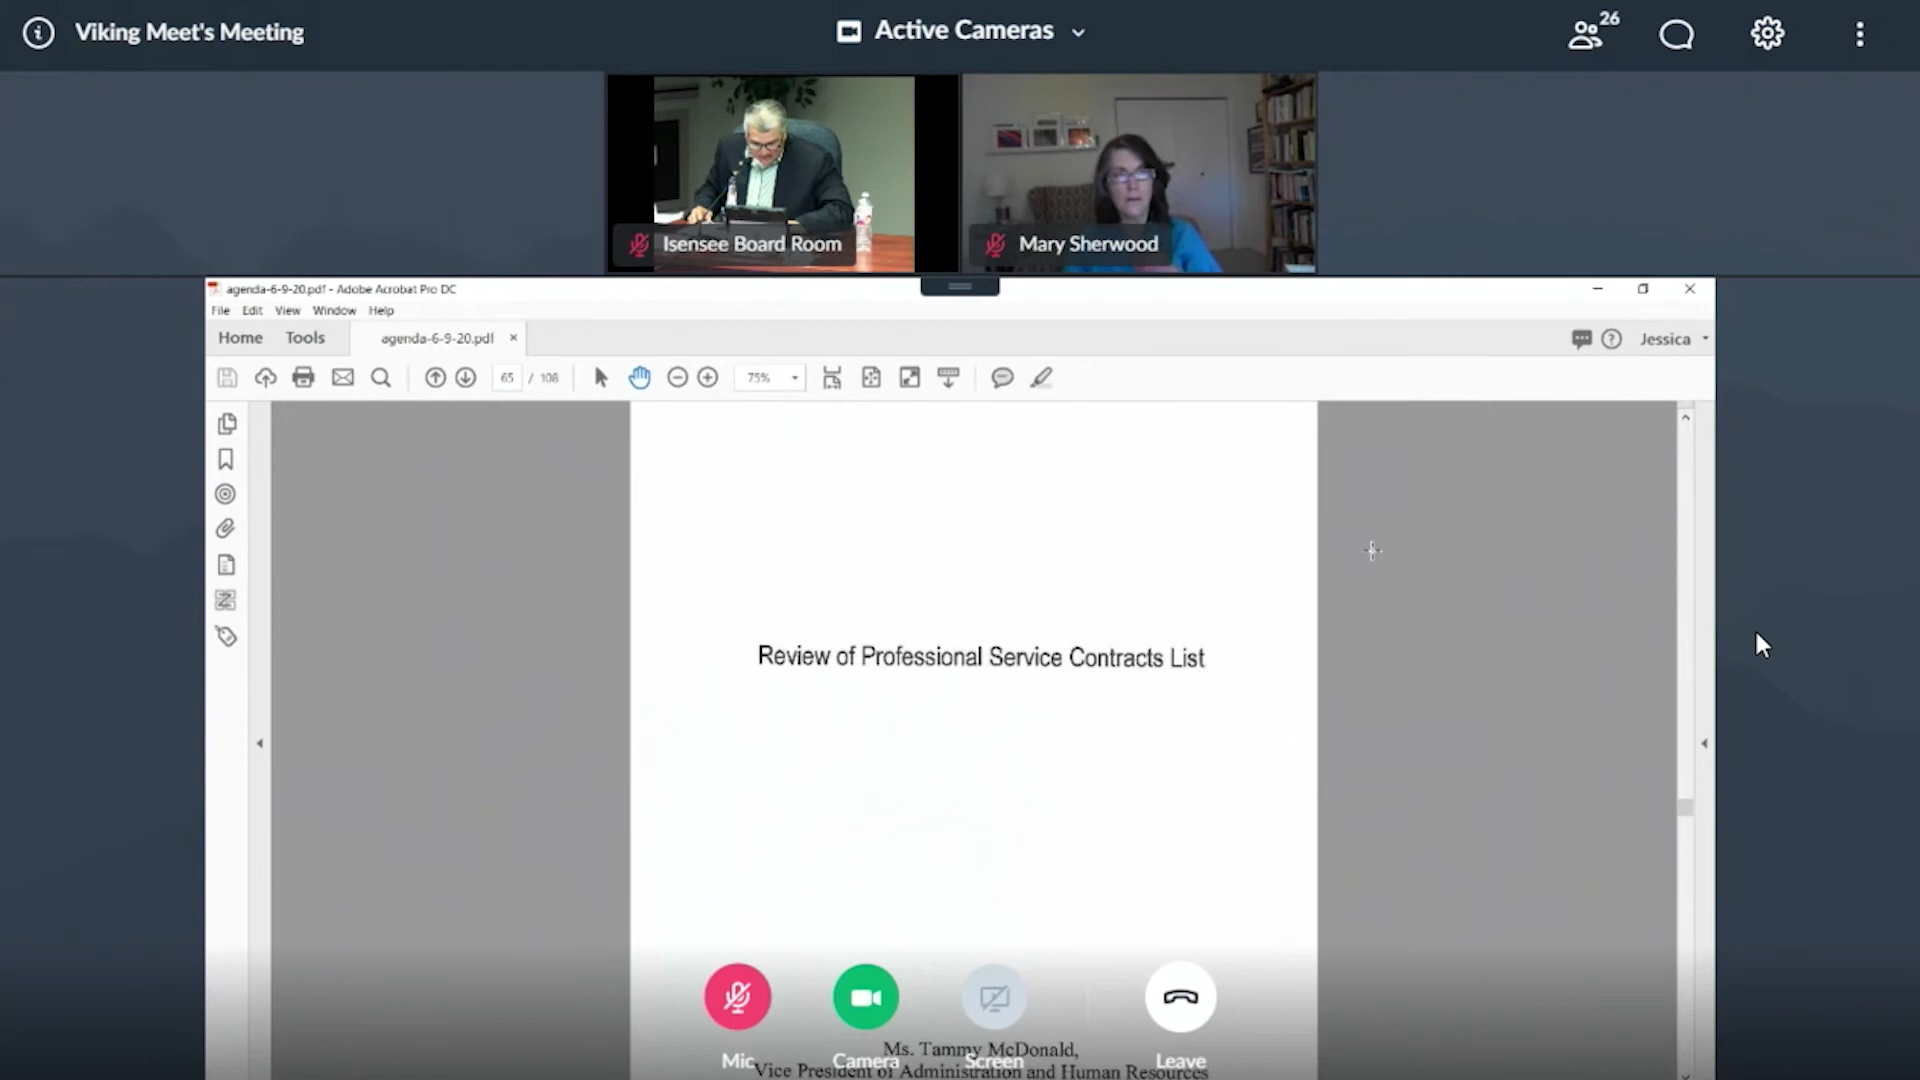 Viking Meet's Meeting
Active Cameras
26
Isensee Board Room
Mary Sherwood
agenda-6-9-20.pdf - Adobe Acrobat Pro DC
File Edit View Window Help
Home Tools agenda-6-9-20.pdf
Jessica
65 / 108
75%
Review of Professional Service Contracts List
Ms. Tammy McDonald,
Mic Camera Screen Leave
Vice President of Administration and Human Resources